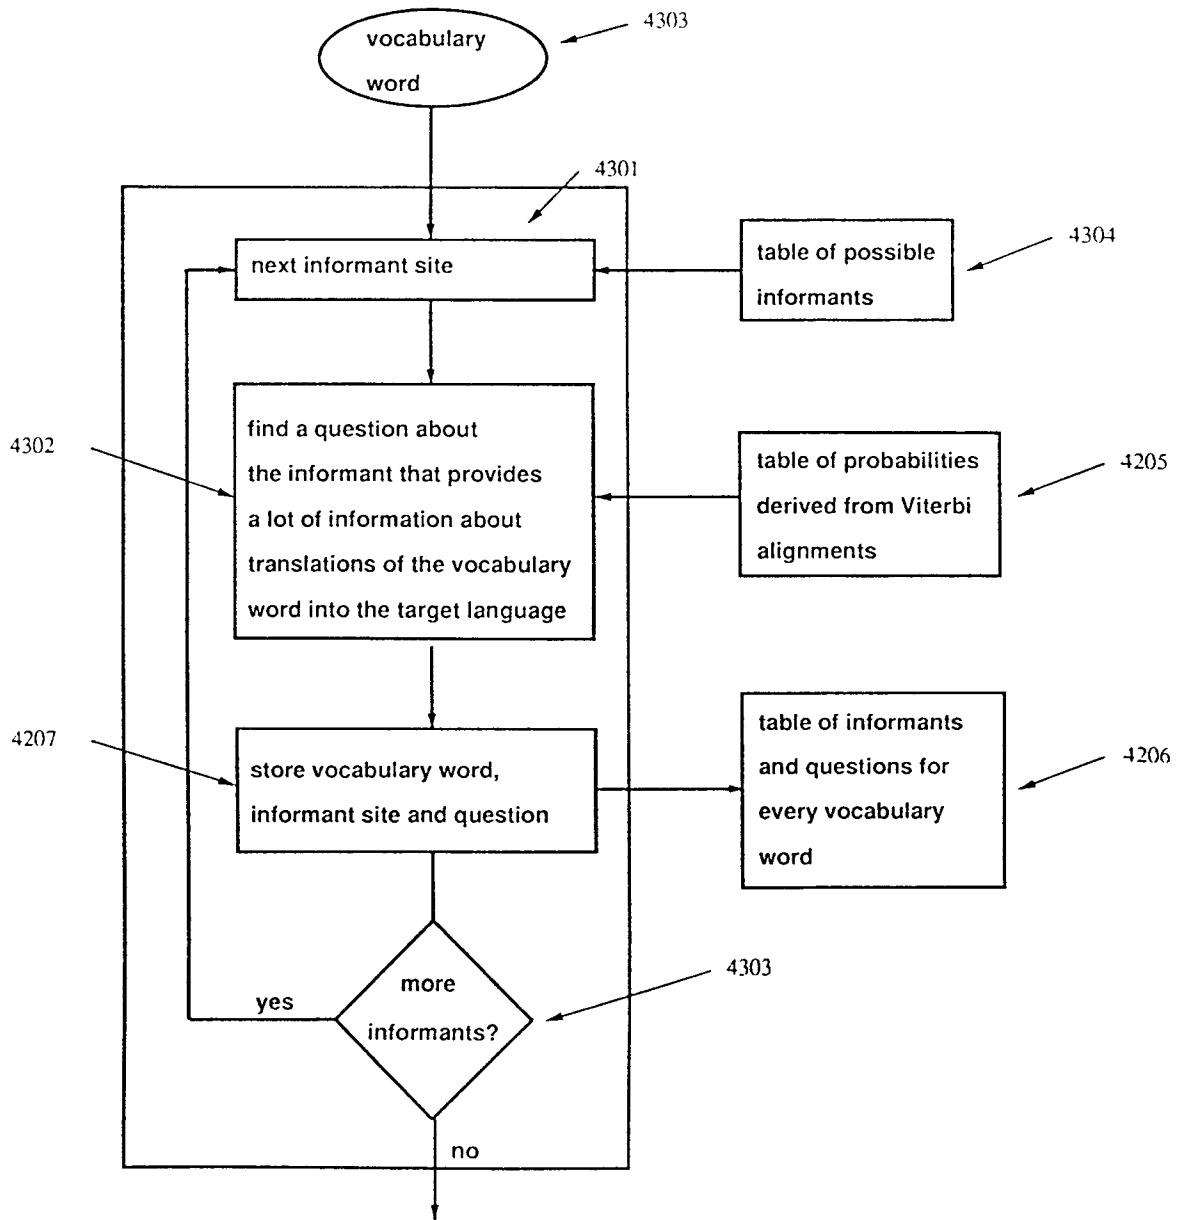 vocabulary
word
4303
4301
next informant site
table of possible
informants
4304
4302
find a question about
the informant that provides
a lot of information about
translations of the vocabulary
word into the target language
table of probabilities
derived from Viterbi
alignments
4205
4207
store vocabulary word,
informant site and question
table of informants
and questions for
every vocabulary
word
4206
more
informants?
4303
yes
no